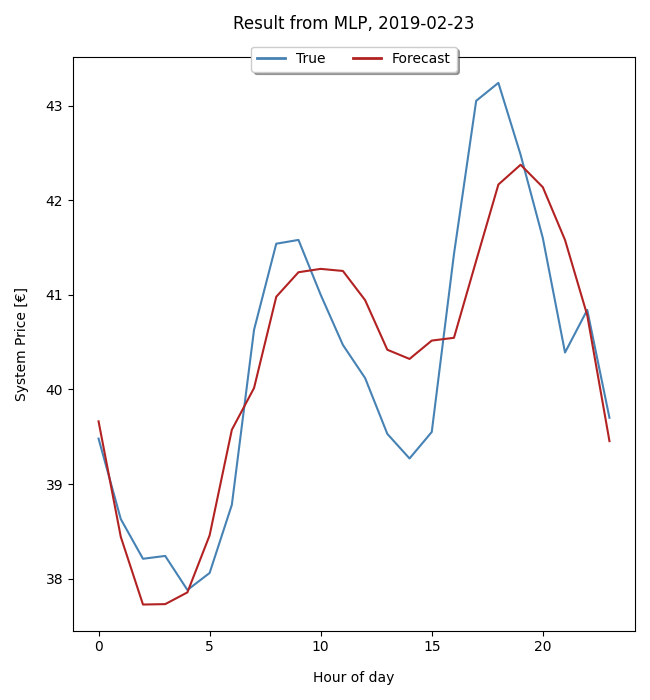 Result from MLP, 2019-02-23
True Forecast
43
42
41
40
39
38
System Price [€]
0 5 10 15 20
Hour of day